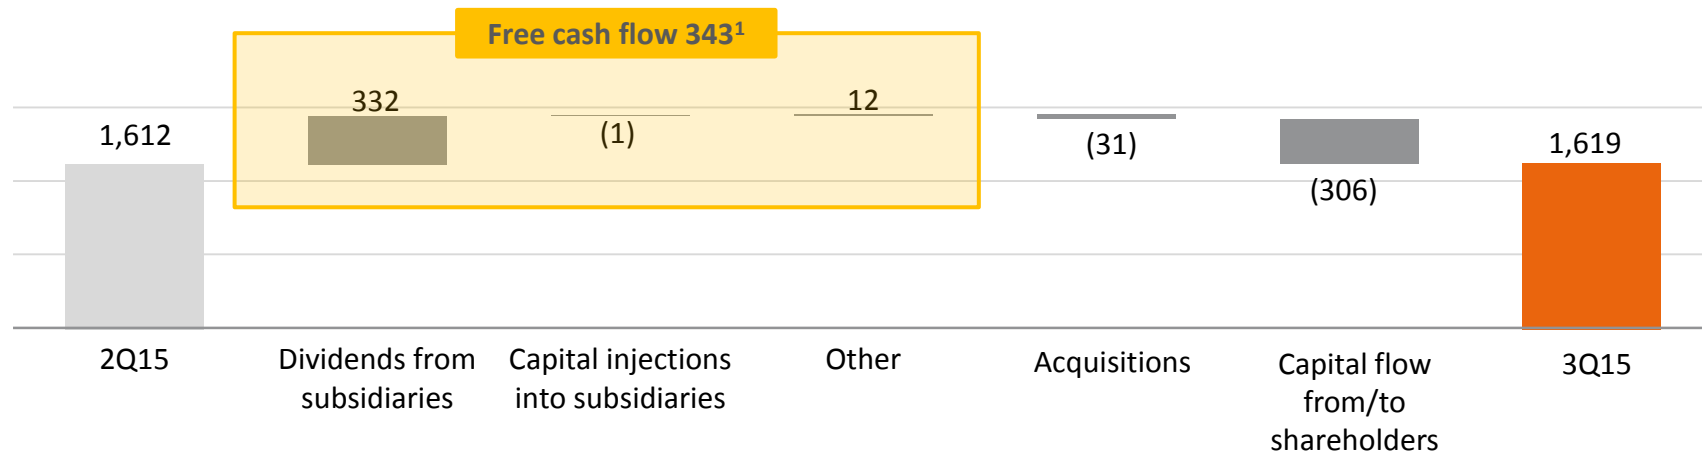 Free cash flow 343¹
1,612
332
(1)
12
(31)
(306)
1,619
2Q15
Dividends from
subsidiaries
Capital injections
into subsidiaries
Other
Acquisitions
Capital flow
from/to
shareholders
3Q15